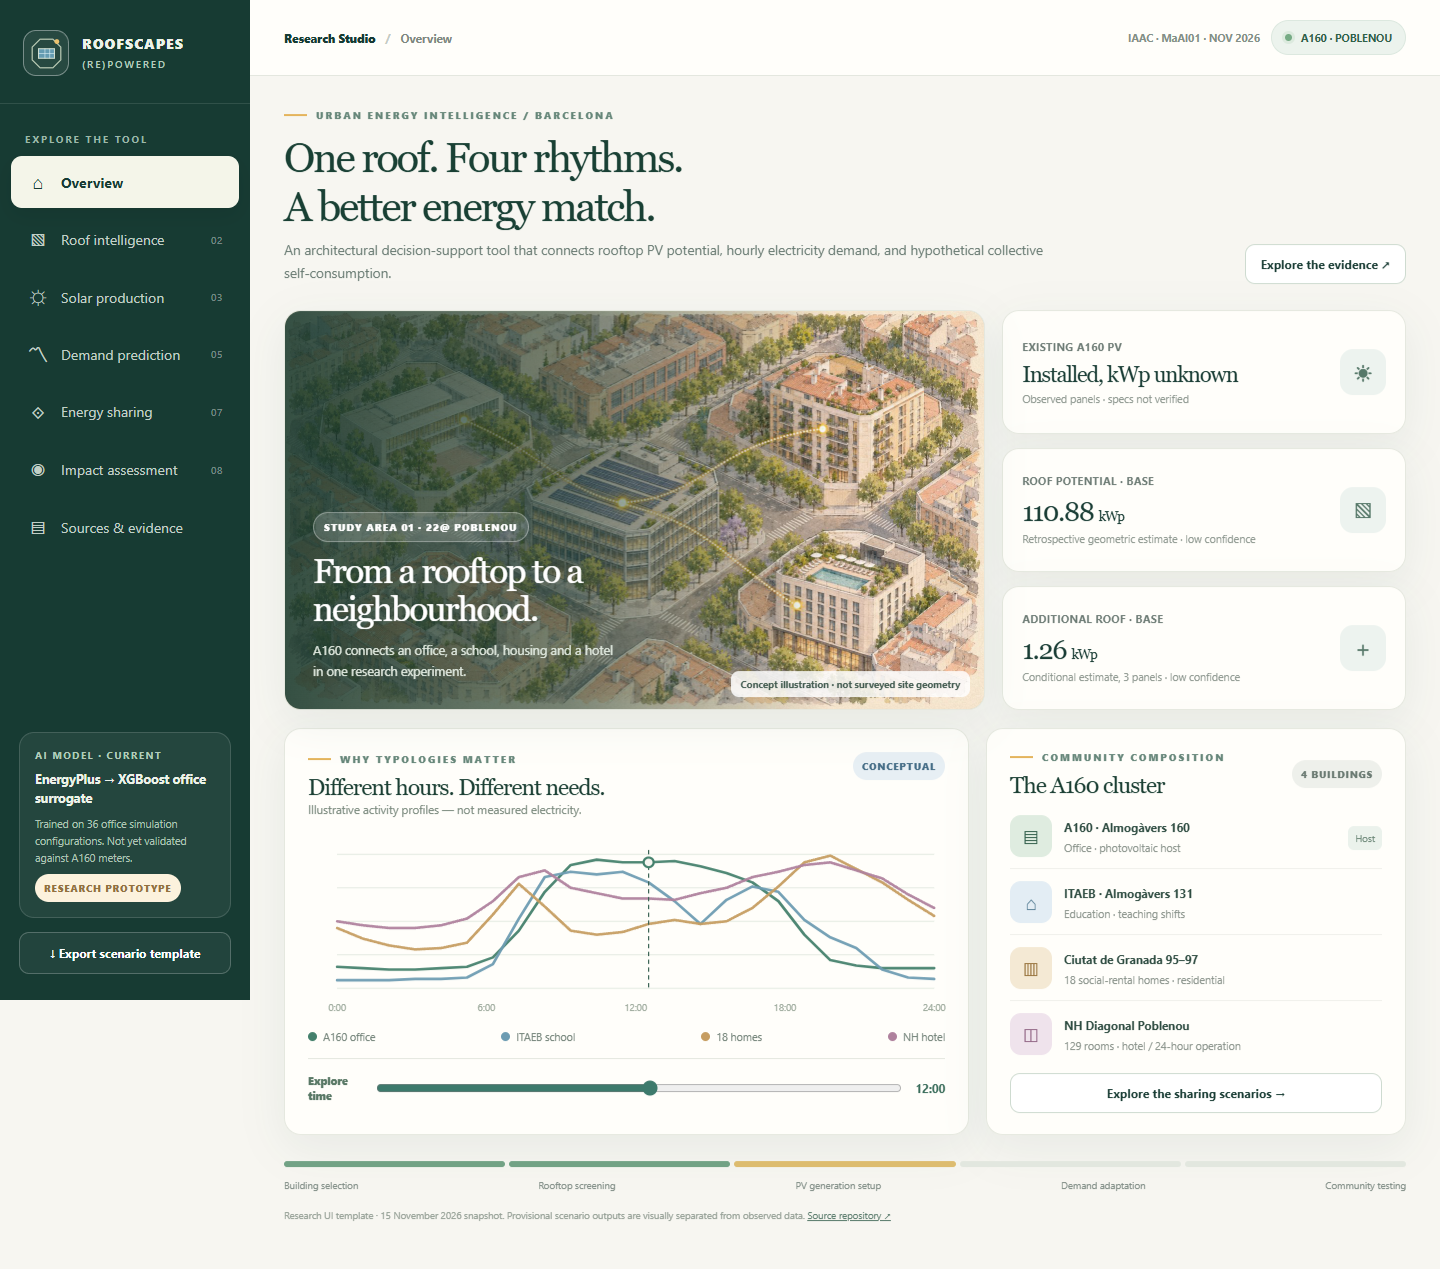 ROOFSCAPES
(RE)POWERED
EXPLORE THE TOOL
Overview
Roof intelligence 02
Solar production 03
Demand prediction 05
Energy sharing 07
Impact assessment 08
Sources & evidence
AI MODEL · CURRENT
EnergyPlus → XGBoost office
surrogate
Trained on 36 office simulation
configurations. Not yet validated
against A160 meters.
RESEARCH PROTOTYPE
↓ Export scenario template
Research Studio / Overview
IAAC · MaAI01 · NOV 2026
A160 · POBLENOU
URBAN ENERGY INTELLIGENCE / BARCELONA
One roof. Four rhythms.
A better energy match.
An architectural decision-support tool that connects rooftop PV potential, hourly electricity demand, and hypothetical collective
self-consumption.
Explore the evidence ↗
STUDY AREA 01 · 22@ POBLENOU
From a rooftop to a
neighbourhood.
A160 connects an office, a school, housing and a hotel
in one research experiment.
Concept illustration · not surveyed site geometry
EXISTING A160 PV
Installed, kWp unknown
Observed panels · specs not verified
ROOF POTENTIAL · BASE
110.88 kWp
Retrospective geometric estimate · low confidence
ADDITIONAL ROOF · BASE
1.26 kWp
Conditional estimate, 3 panels · low confidence
WHY TYPOLOGIES MATTER
Different hours. Different needs.
Illustrative activity profiles — not measured electricity.
CONCEPTUAL
0:00 6:00 12:00 18:00 24:00
A160 office ITAEB school 18 homes NH hotel
Explore
time
12:00
COMMUNITY COMPOSITION
The A160 cluster
4 BUILDINGS
A160 · Almogàvers 160
Office · photovoltaic host
Host
ITAEB · Almogàvers 131
Education · teaching shifts
Ciutat de Granada 95–97
18 social-rental homes · residential
NH Diagonal Poblenou
129 rooms · hotel / 24-hour operation
Explore the sharing scenarios →
Building selection Rooftop screening PV generation setup Demand adaptation Community testing
Research UI template · 15 November 2026 snapshot. Provisional scenario outputs are visually separated from observed data. Source repository ↗